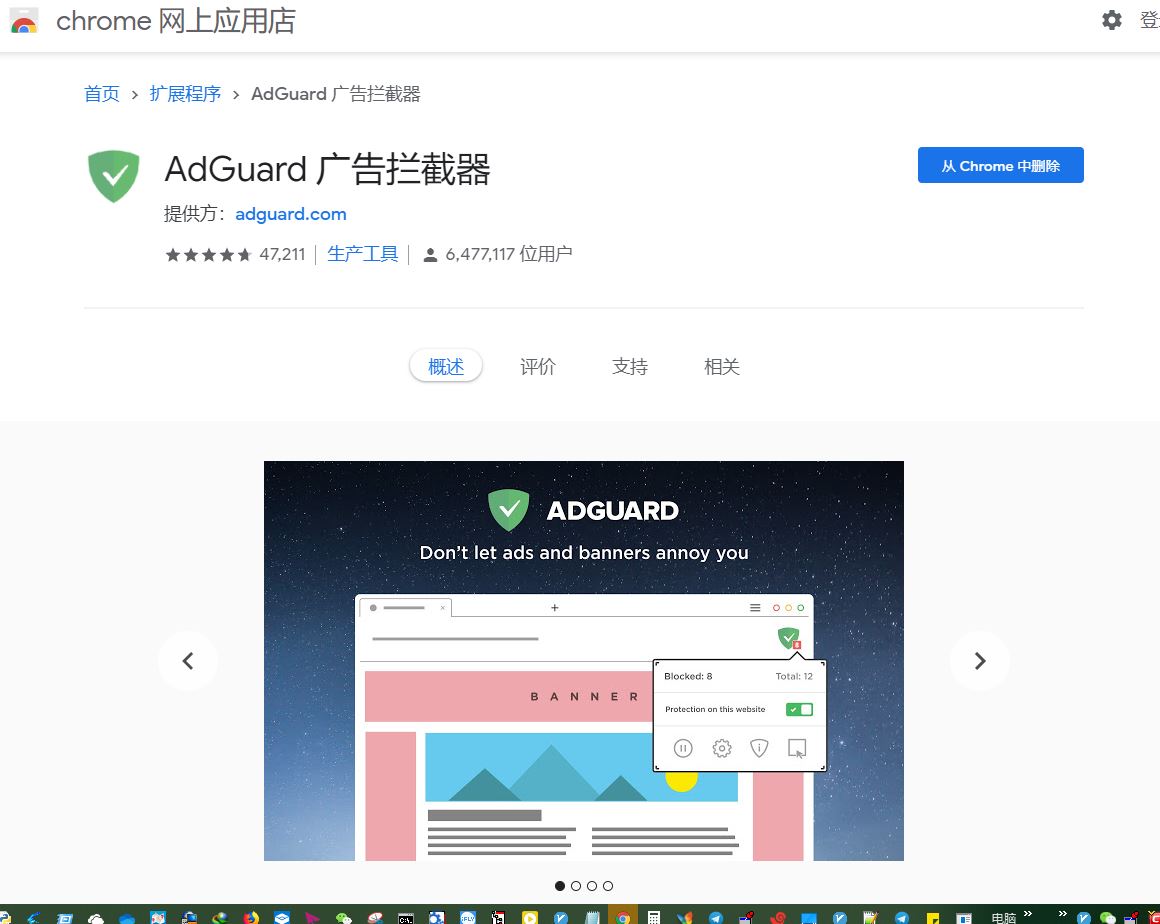 chrome 网上应用店
登
首页 › 扩展程序 › AdGuard 广告拦截器
AdGuard 广告拦截器
从 Chrome 中删除
提供方： adguard.com
47,211 生产工具 6,477,117 位用户
概述 评价 支持 相关
ADGUARD
Don't let ads and banners annoy you
BANNER
Blocked: 8 Total: 12
Protection on this website
电脑